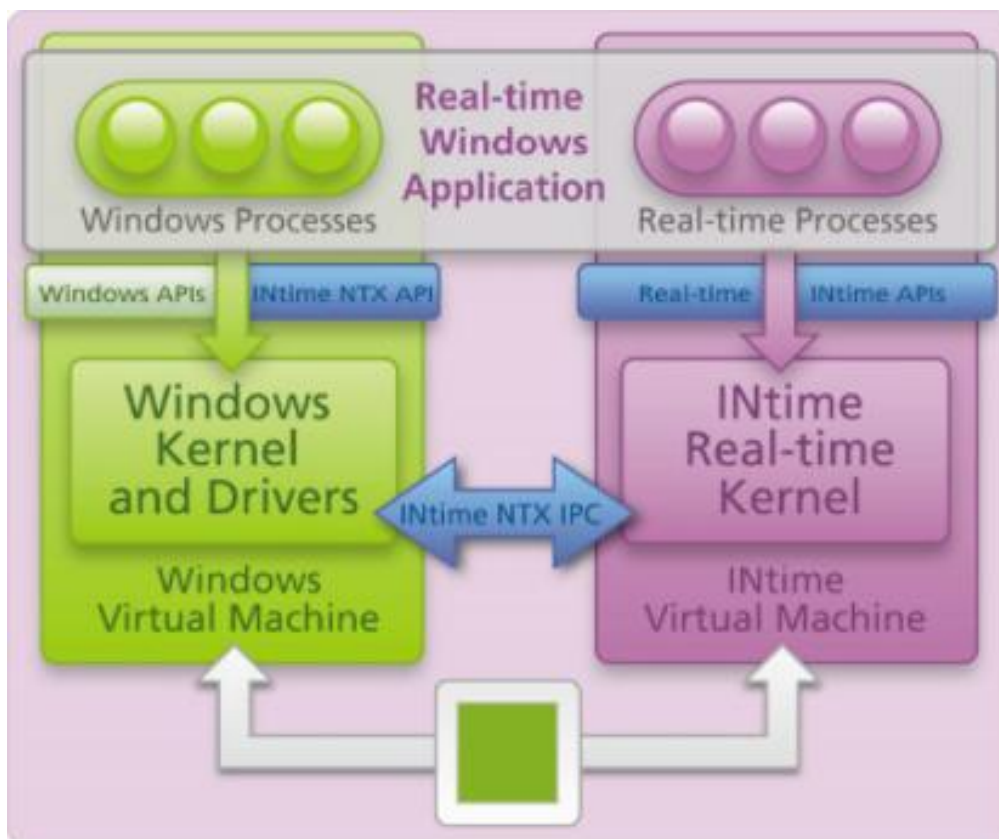 Real-time
Windows
Application
Windows Processes
Real-time Processes
Windows APIs
INtime NTX API
Real-time
INtime APIs
Windows
Kernel
and Drivers
INtime
Real-time
Kernel
INtime NTX IPC
Windows
Virtual Machine
INtime
Virtual Machine